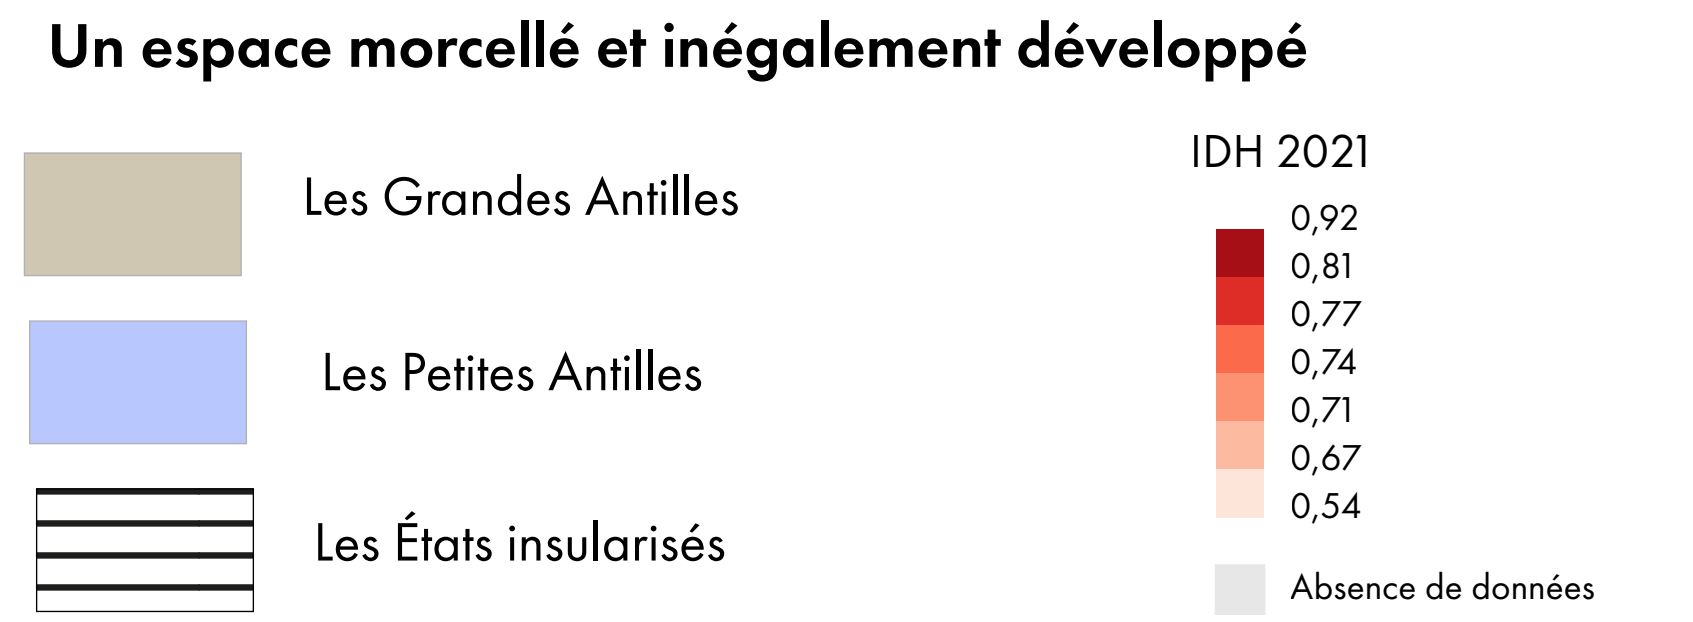 Un espace morcellé et inégalement développé
Les Grandes Antilles
Les Petites Antilles
Les États insularisés
IDH 2021
0,92
0,81
0,77
0,74
0,71
0,67
0,54
Absence de données